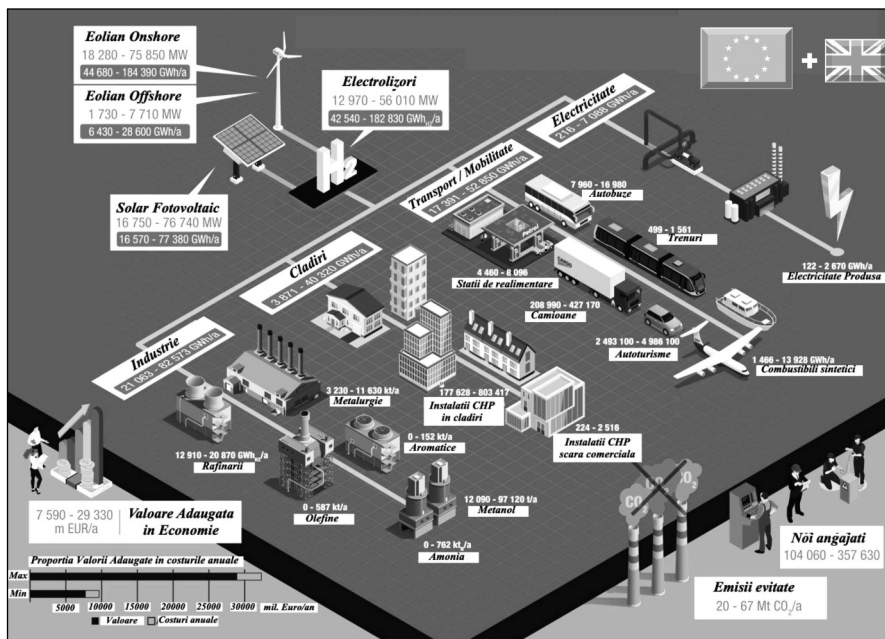 Eolian Onshore
18 280 - 75 850 MW
44 680 - 184 390 GWh/a
Eolian Offshore
1 730 - 7 710 MW
6 430 - 28 600 GWh/a
Solar Fotovoltaic
16 750 - 76 740 MW
16 570 - 77 380 GWh/a
H2
Electrolizori
12 970 - 56 010 MW
42 540 - 182 830 GWh/a
+
Electricitate
216 - 7 088 GWh/a
122 - 2 670 GWh/a
Electricitate Produsa
Transport / Mobilitate
17 391 - 52 850 GWh/a
7 960 - 16 980
Autobuze
499 - 1 561
Trenuri
Petrol
4 460 - 8 096
Statii de realimentare
208 990 - 427 170
Camioane
2 493 100 - 4 986 100
Autoturisme
1 466 - 13 928 GWh/a
Combustibili sintetici
Cladiri
3 871 - 40 320 GWh/a
177 628 - 803 417
Instalatii CHP
in cladiri
224 - 2 516
Instalatii CHP
scara comerciala
Industrie
21 063 - 82 573 GWh/a
3 230 - 11 630 kt/a
Metalurgie
12 910 - 20 870 GWh/a
Rafinarii
0 - 152 kt/a
Aromatice
0 - 587 kt/a
Olefine
12 090 - 97 120 t/a
Metanol
0 - 762 kt/a
Amonia
7 590 - 29 330
m EUR/a
Valoare Adaugata
in Economie
Proportia Valorii Adaugate in costurile anuale
Max
Min
5000 10000 15000 20000 25000 30000 mil. Euro/an
Valoare Costuri anuale
CO2 CO2 CO2
Emisii evitate
20 - 67 Mt CO2/a
Noi angajati
104 060 - 357 630